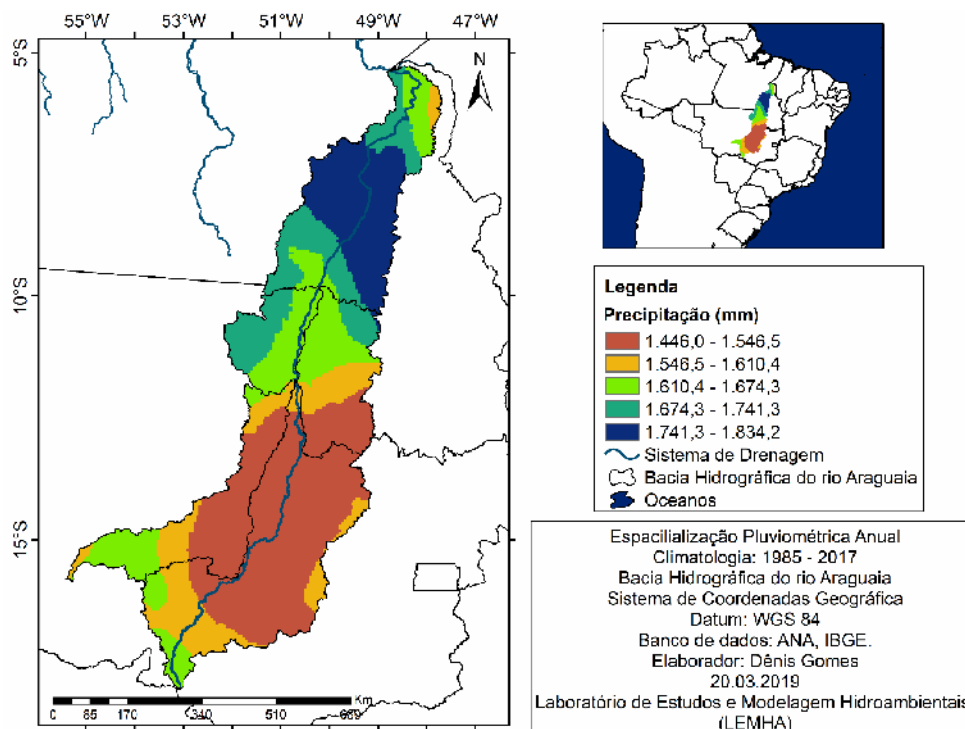 55°W 53°W 51°W 49°W 47°W
5°S
10°S
15°S
N
Km
0 85 170 340 510 689
Legenda
Precipitação (mm)
1.446,0 - 1.546,5
1.546,5 - 1.610,4
1.610,4 - 1.674,3
1.674,3 - 1.741,3
1.741,3 - 1.834,2
Sistema de Drenagem
Bacia Hidrográfica do rio Araguaia
Oceanos
Espacilialização Pluviométrica Anual
Climatologia: 1985 - 2017
Bacia Hidrográfica do rio Araguaia
Sistema de Coordenadas Geográfica
Datum: WGS 84
Banco de dados: ANA, IBGE.
Elaborador: Dênis Gomes
20.03.2019
Laboratório de Estudos e Modelagem Hidroambientais
(LEMHA)